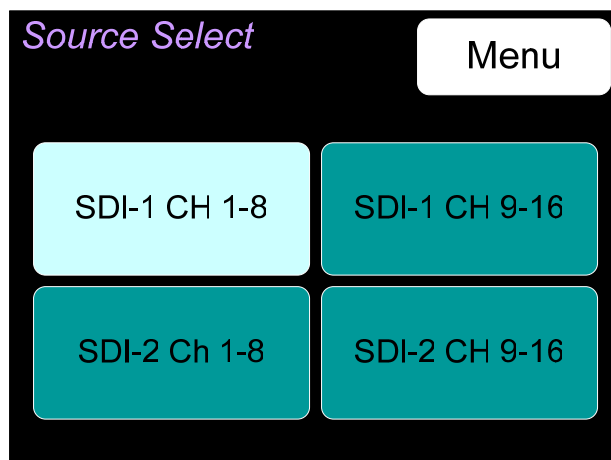 Source Select
Menu
SDI-1 CH 1-8
SDI-1 CH 9-16
SDI-2 Ch 1-8
SDI-2 CH 9-16